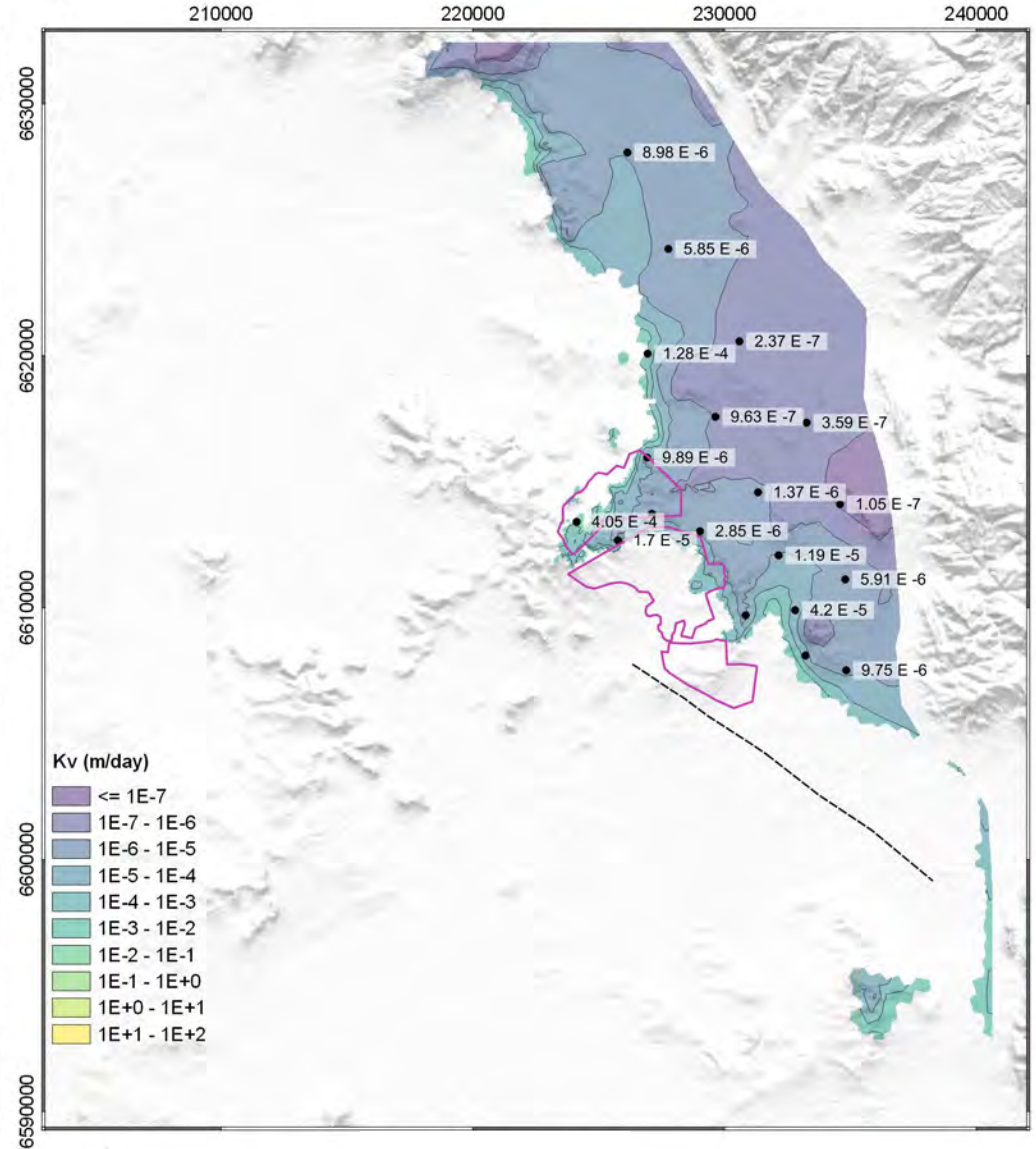 210000 220000 230000 240000
6630000
6620000
6610000
6600000
6590000
8.98 E -6
5.85 E -6
2.37 E -7
1.28 E -4
9.63 E -7
3.59 E -7
9.89 E -6
1.37 E -6
1.05 E -7
4.05 E -4
2.85 E -6
1.7 E -5
1.19 E -5
5.91 E -6
4.2 E -5
9.75 E -6
Kv (m/day)
<= 1E-7
1E-7 - 1E-6
1E-6 - 1E-5
1E-5 - 1E-4
1E-4 - 1E-3
1E-3 - 1E-2
1E-2 - 1E-1
1E-1 - 1E+0
1E+0 - 1E+1
1E+1 - 1E+2